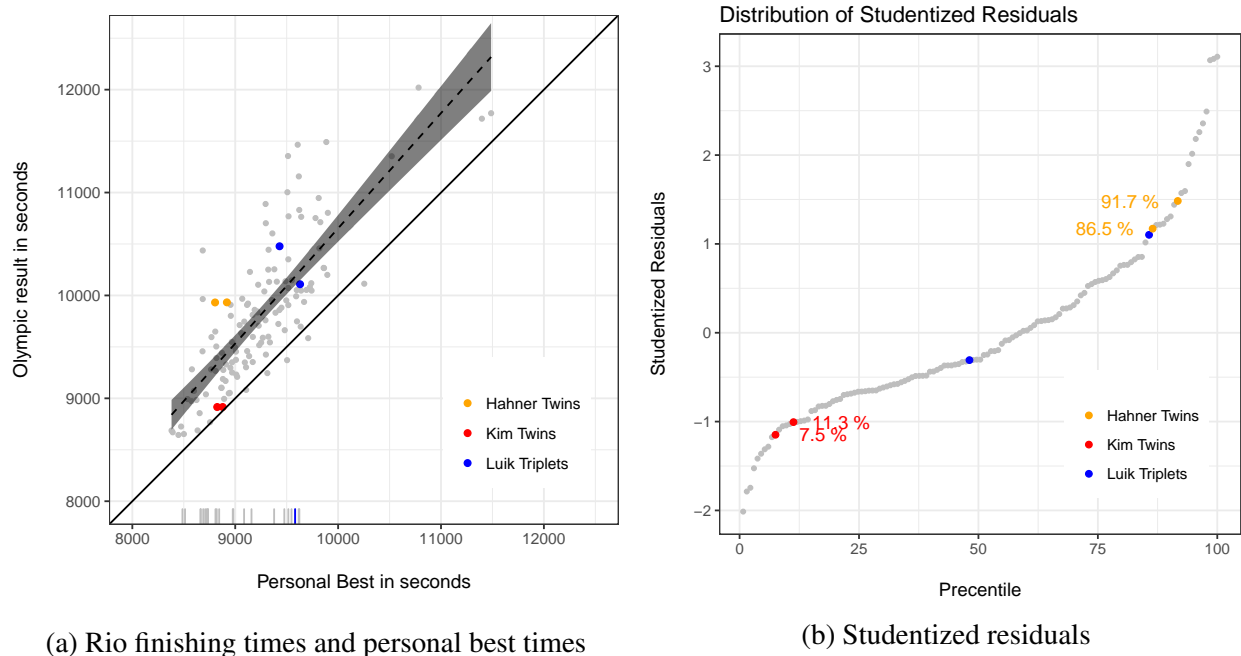 Olympic result in seconds
12000
11000
10000
9000
8000
Hahner Twins
Kim Twins
Luik Triplets
8000 9000 10000 11000 12000
Personal Best in seconds
(a) Rio finishing times and personal best times
Distribution of Studentized Residuals
Studentized Residuals
3
2
1
0
−1
−2
91.7 %
86.5 %
11.3 %
7.5 %
Hahner Twins
Kim Twins
Luik Triplets
0 25 50 75 100
Precentile
(b) Studentized residuals